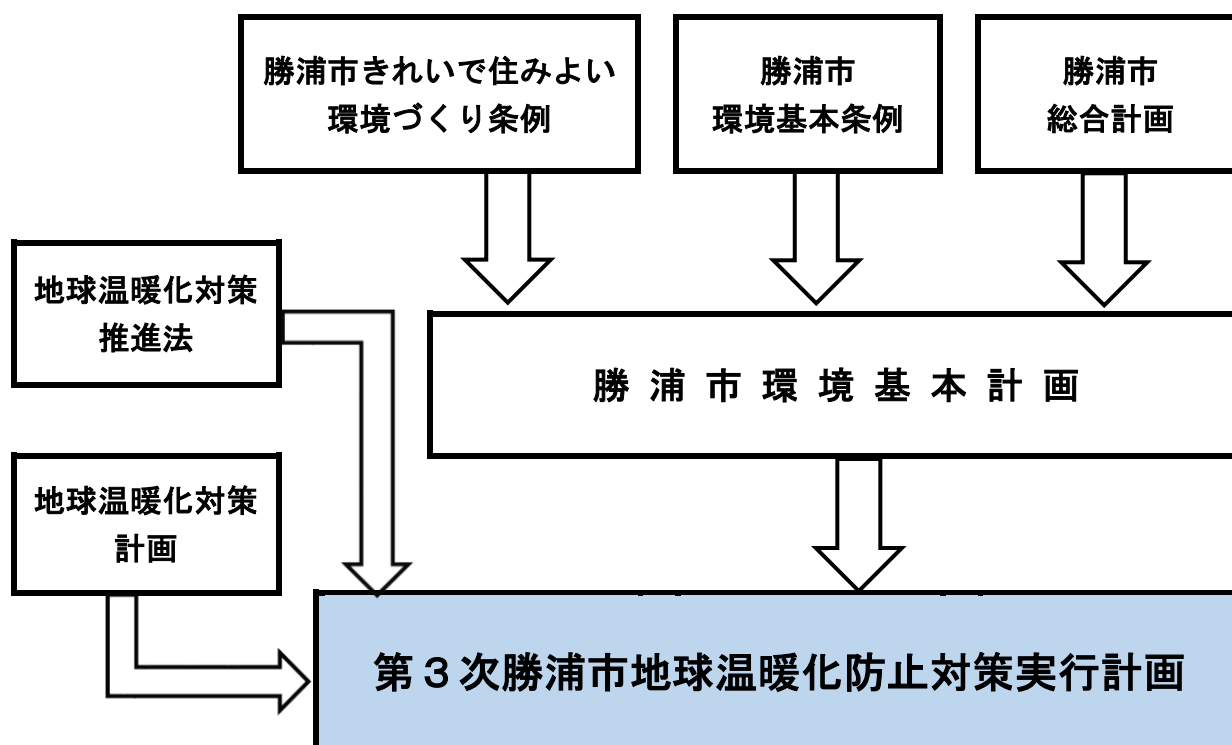 勝浦市きれいで住みよい
環境づくり条例
勝浦市
環境基本条例
勝浦市
総合計画
地球温暖化対策
推進法
勝浦市環境基本計画
地球温暖化対策
計画
第３次勝浦市地球温暖化防止対策実行計画